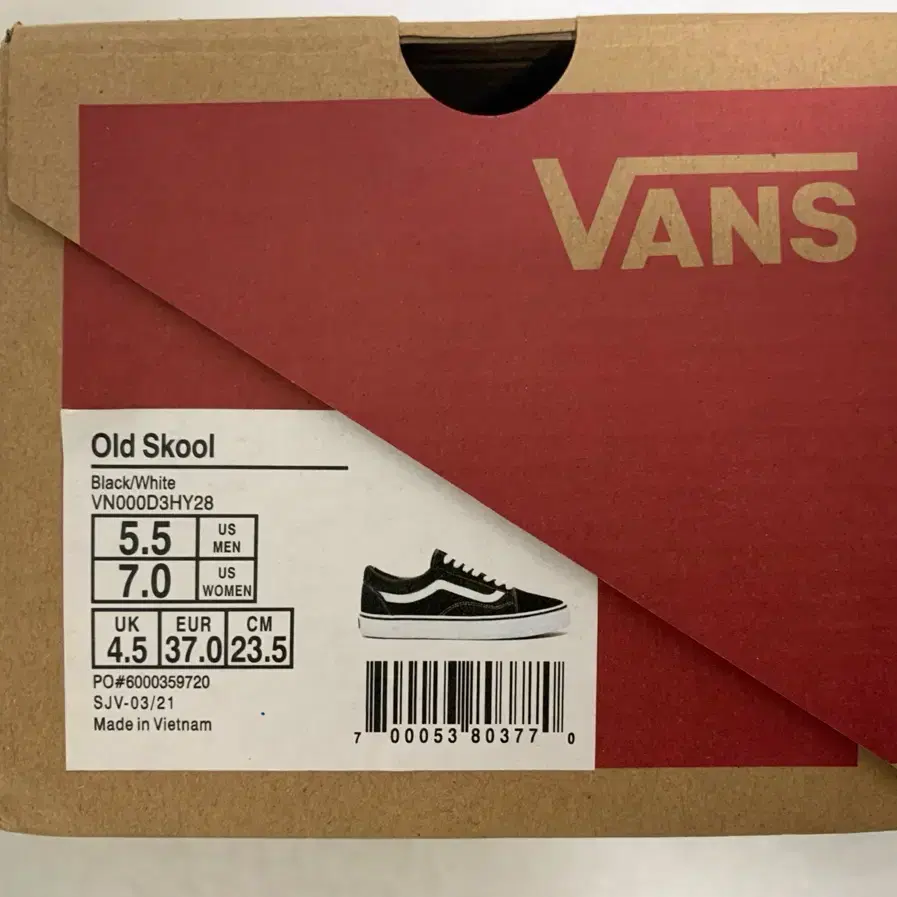 VANS
Old Skool
Black/White
VN000D3HY28
5.5 US MEN
7.0 US WOMEN
UK EUR CM
4.5 37.0 23.5
PO#6000359720
SJV-03/21
Made in Vietnam
7 00053 80377 0